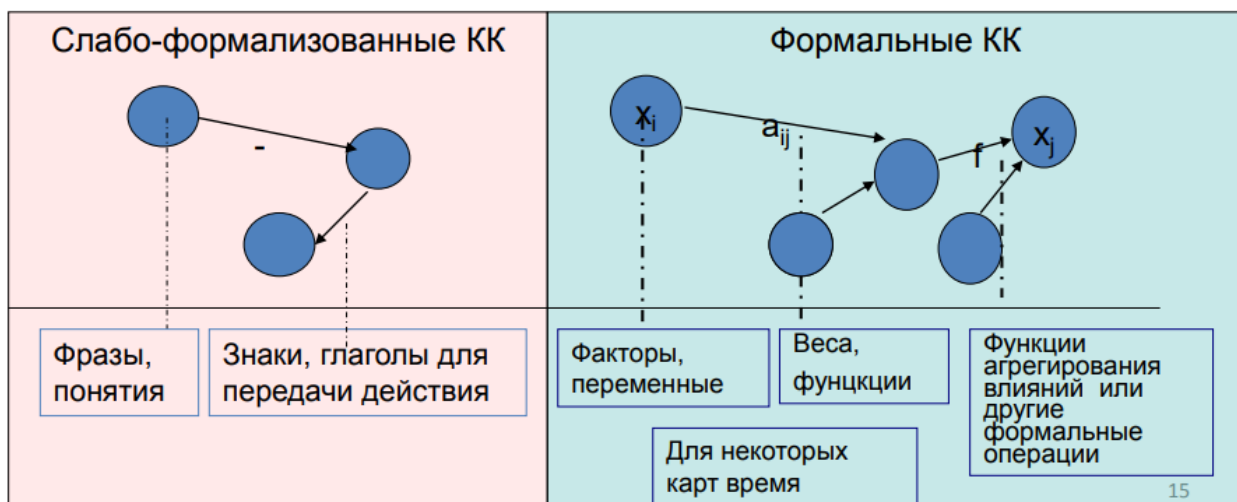 Слабо-формализованные КК
-
Фразы,
понятия
Знаки, глаголы для
передачи действия
Формальные КК
xi
aij
f
xj
Факторы,
переменные
Веса,
фунцкции
Функции
агрегирования
влияний или
другие
формальные
операции
Для некоторых
карт время
15